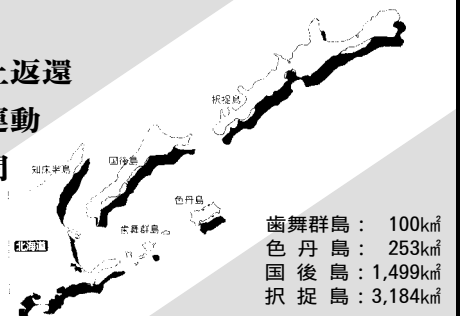 土返還
運動
間
択捉島
国後島
知床半島
色丹島
歯舞群島
北海道
歯舞群島： 100k㎡
色丹島： 253k㎡
国後島：1,499k㎡
択捉島：3,184k㎡